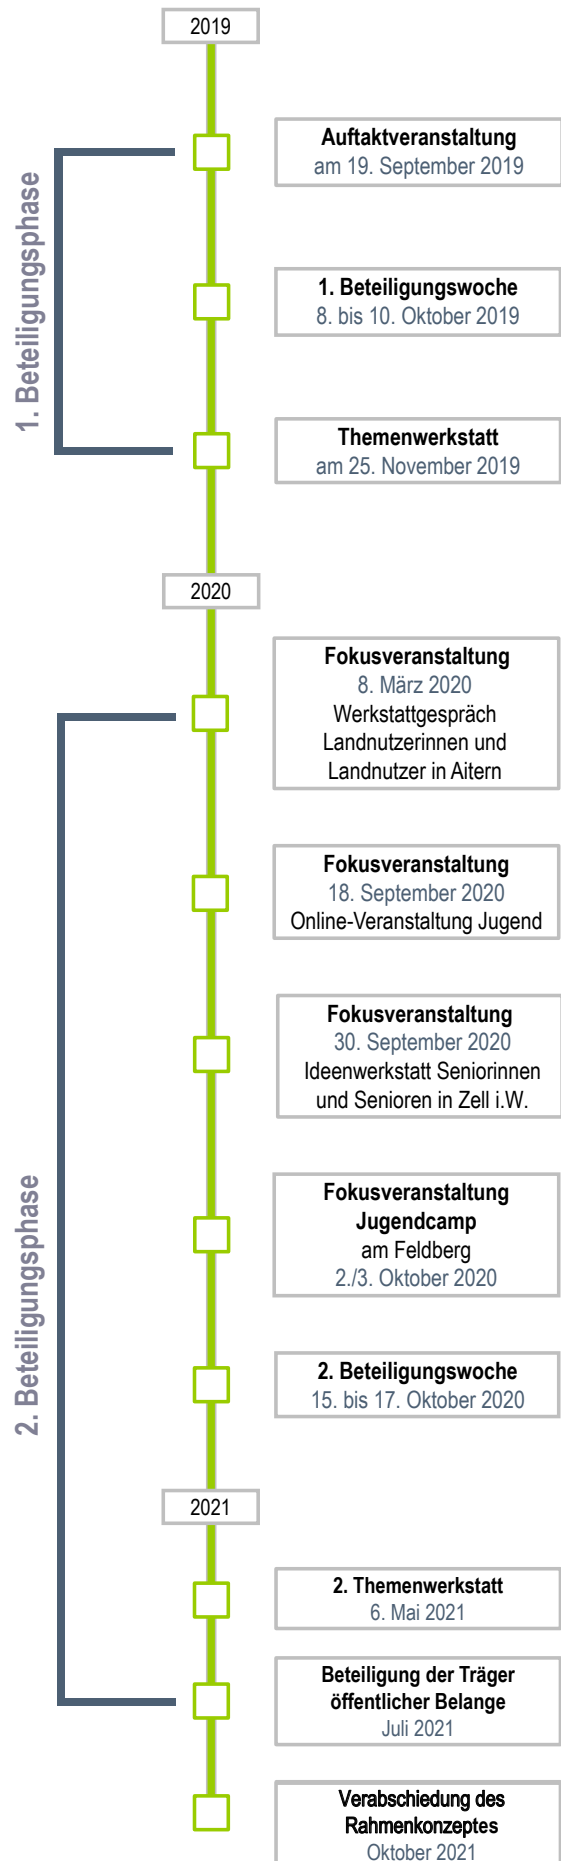 2019
1. Beteiligungsphase
Auftaktveranstaltung
am 19. September 2019
1. Beteiligungswoche
8. bis 10. Oktober 2019
Themenwerkstatt
am 25. November 2019
2020
2. Beteiligungsphase
Fokusveranstaltung
8. März 2020
Werkstattgespräch
Landnutzerinnen und
Landnutzer in Aitern
Fokusveranstaltung
18. September 2020
Online-Veranstaltung Jugend
Fokusveranstaltung
30. September 2020
Ideenwerkstatt Seniorinnen
und Senioren in Zell i.W.
Fokusveranstaltung
Jugendcamp
am Feldberg
2./3. Oktober 2020
2. Beteiligungswoche
15. bis 17. Oktober 2020
2021
2. Themenwerkstatt
6. Mai 2021
Beteiligung der Träger
öffentlicher Belange
Juli 2021
Verabschiedung des
Rahmenkonzeptes
Oktober 2021